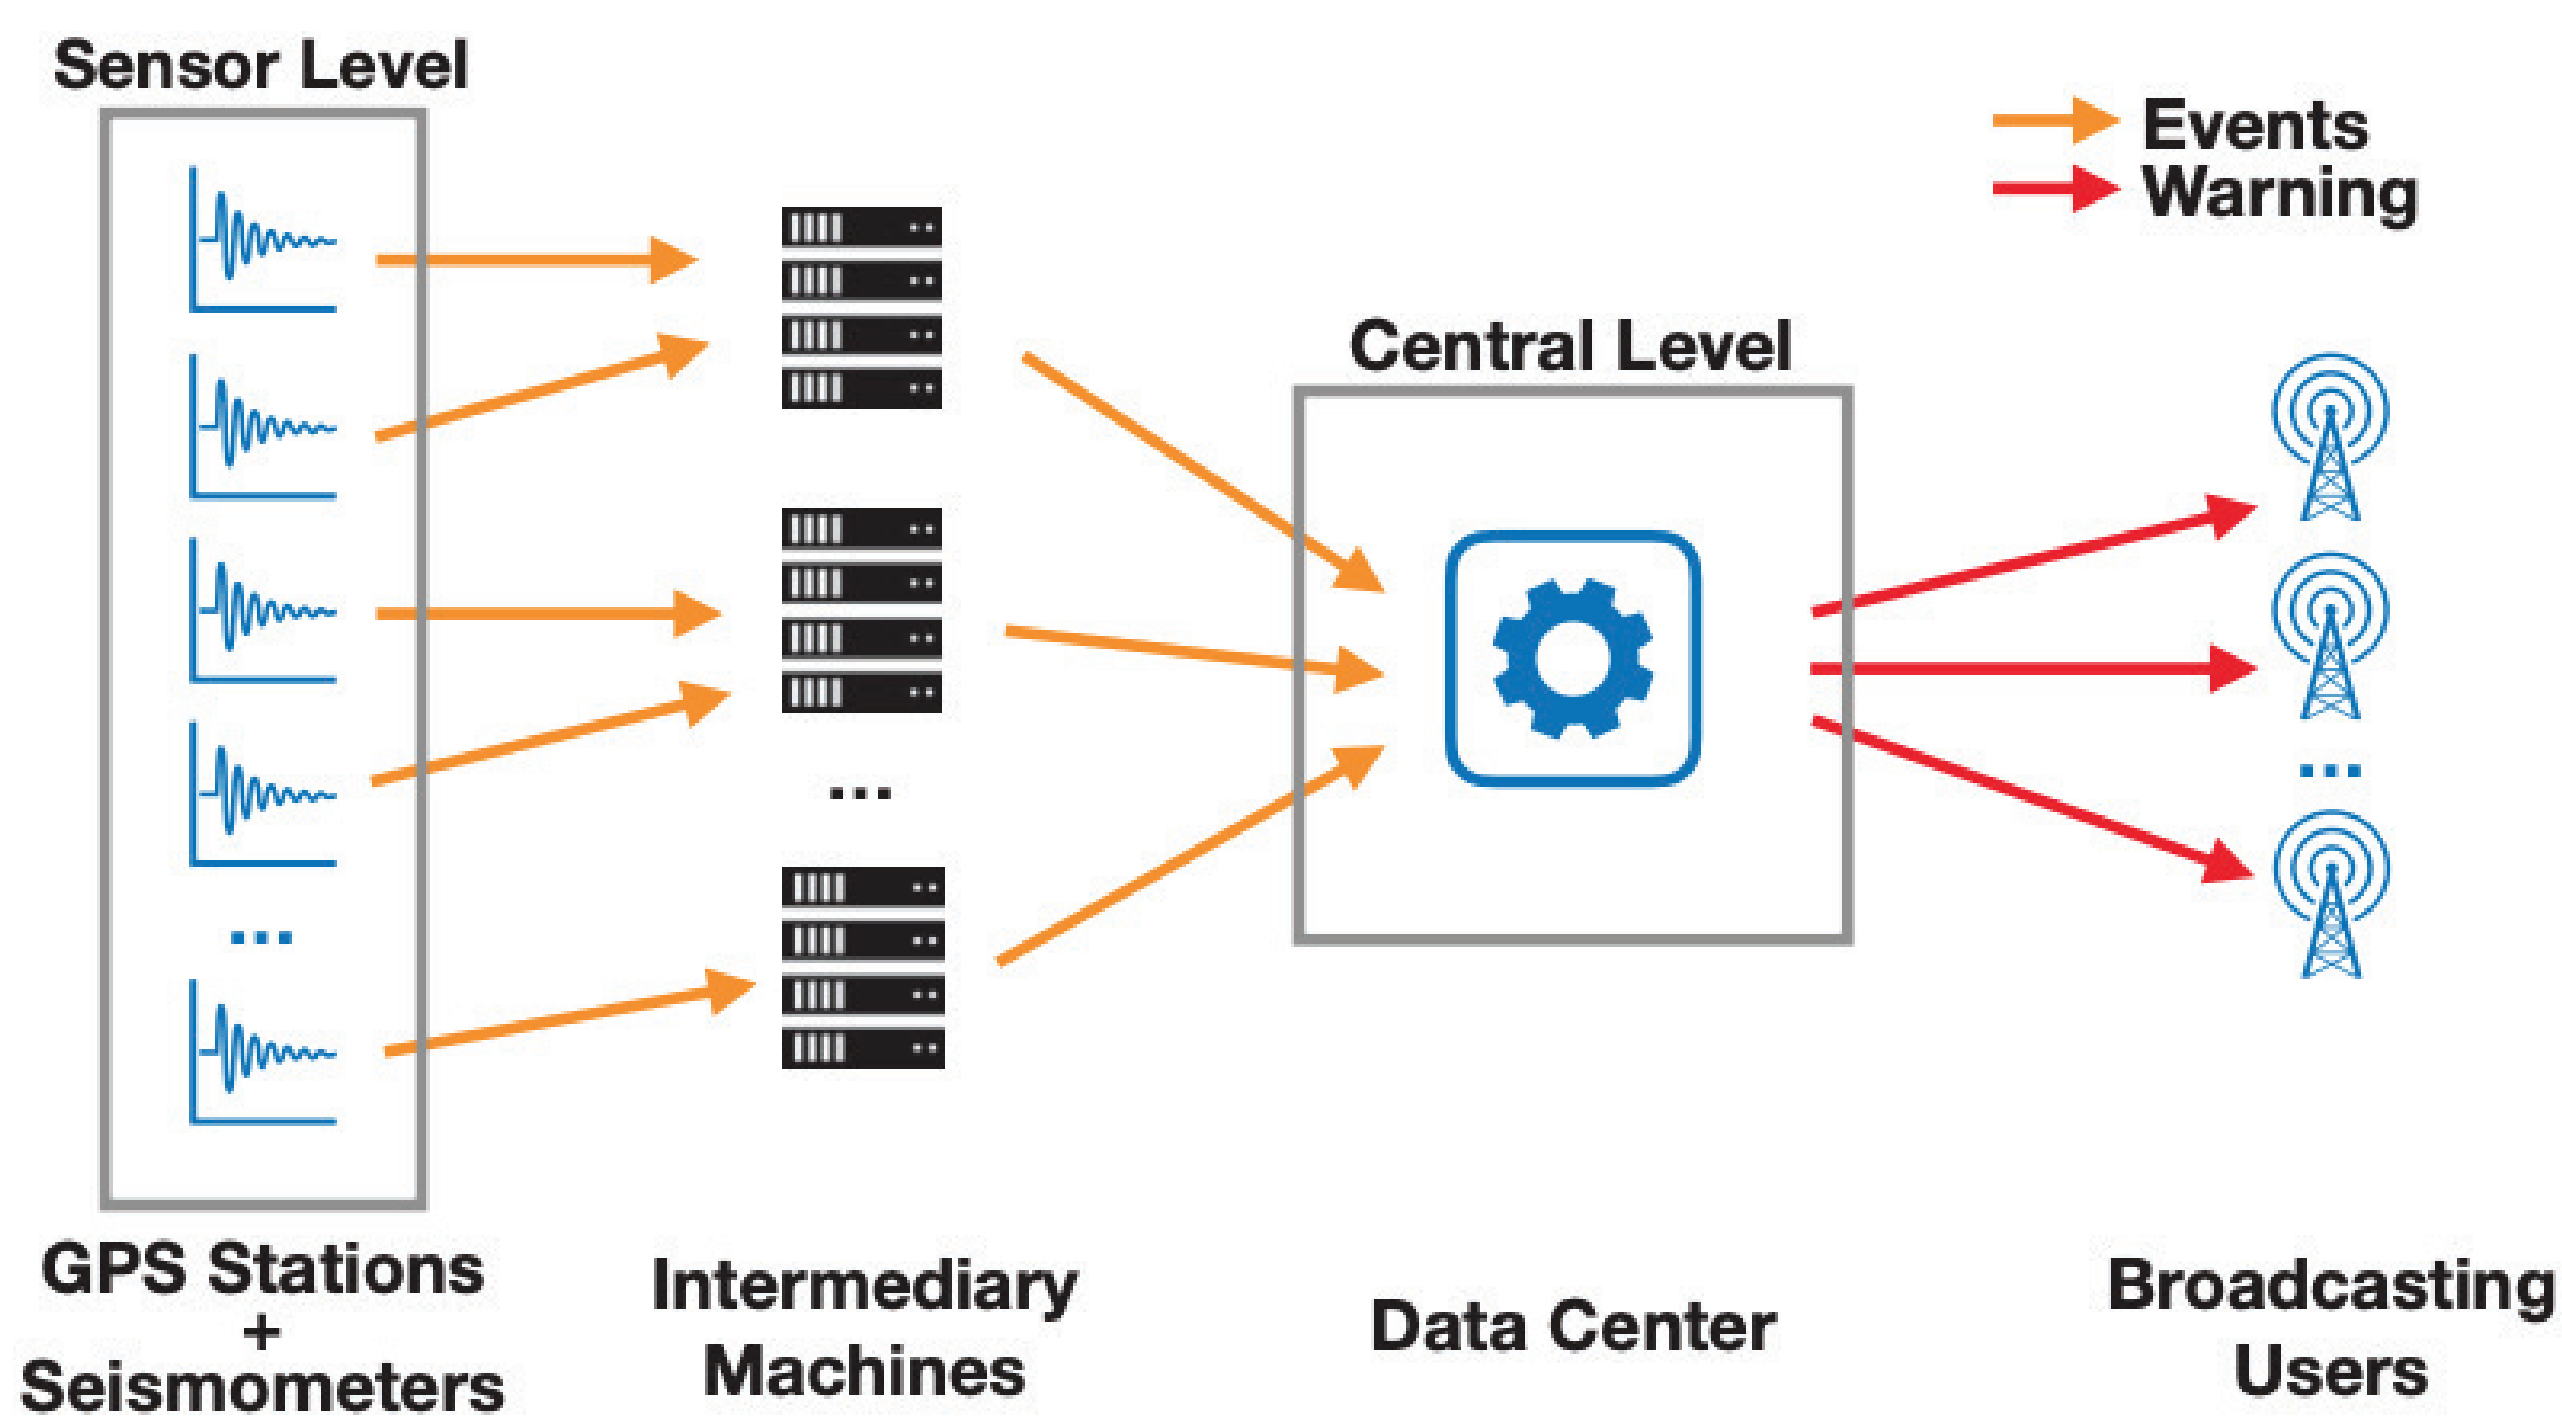 Sensor Level
Events
Warning
Central Level
...
...
...
GPS Stations
+
Seismometers
Intermediary
Machines
Data Center
Broadcasting
Users